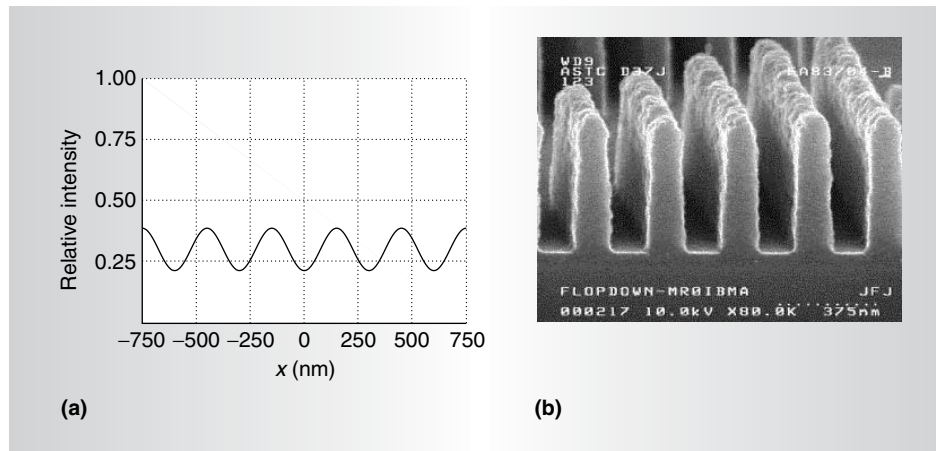 1.00
0.75
0.50
0.25
Relative intensity
–750 –500 –250 0 250 500 750
x (nm)
(a)
WD9
ASTC D37J
123
FLOPDOWN-MR0IBMA JFJ
000217 10.0kV X80.0K 375nm
(b)